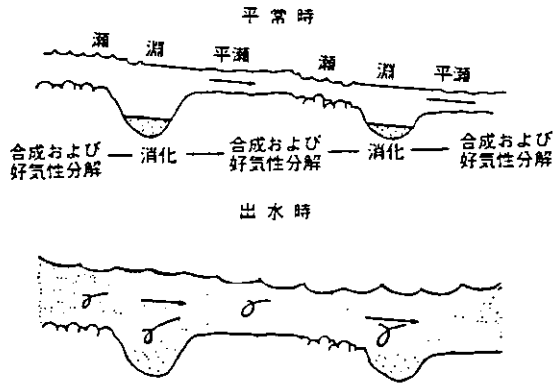 平常時
瀬 淵 平瀬 瀬 淵 平瀬
合成および 合成および 合成および
好気性分解 消化 好気性分解 消化 好気性分解
出水時